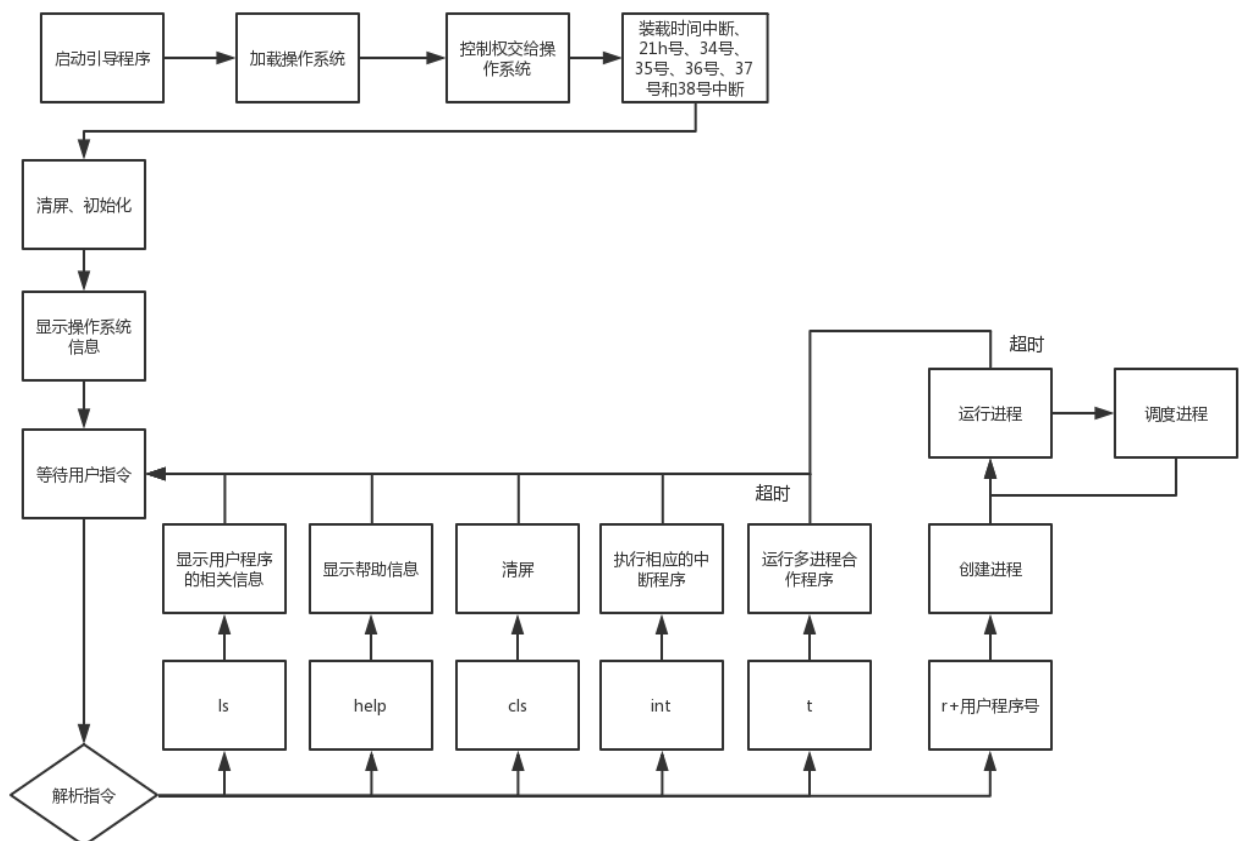 启动引导程序
加载操作系统
控制权交给操
作系统
装载时间中断、
21h号、34号、
35号、36号、37
号和38号中断
清屏、初始化
显示操作系统
信息
超时
运行进程
调度进程
等待用户指令
超时
显示用户程序
的相关信息
显示帮助信息
清屏
执行相应的中
断程序
运行多进程合
作程序
创建进程
ls
help
cls
int
t
r+用户程序号
解析指令